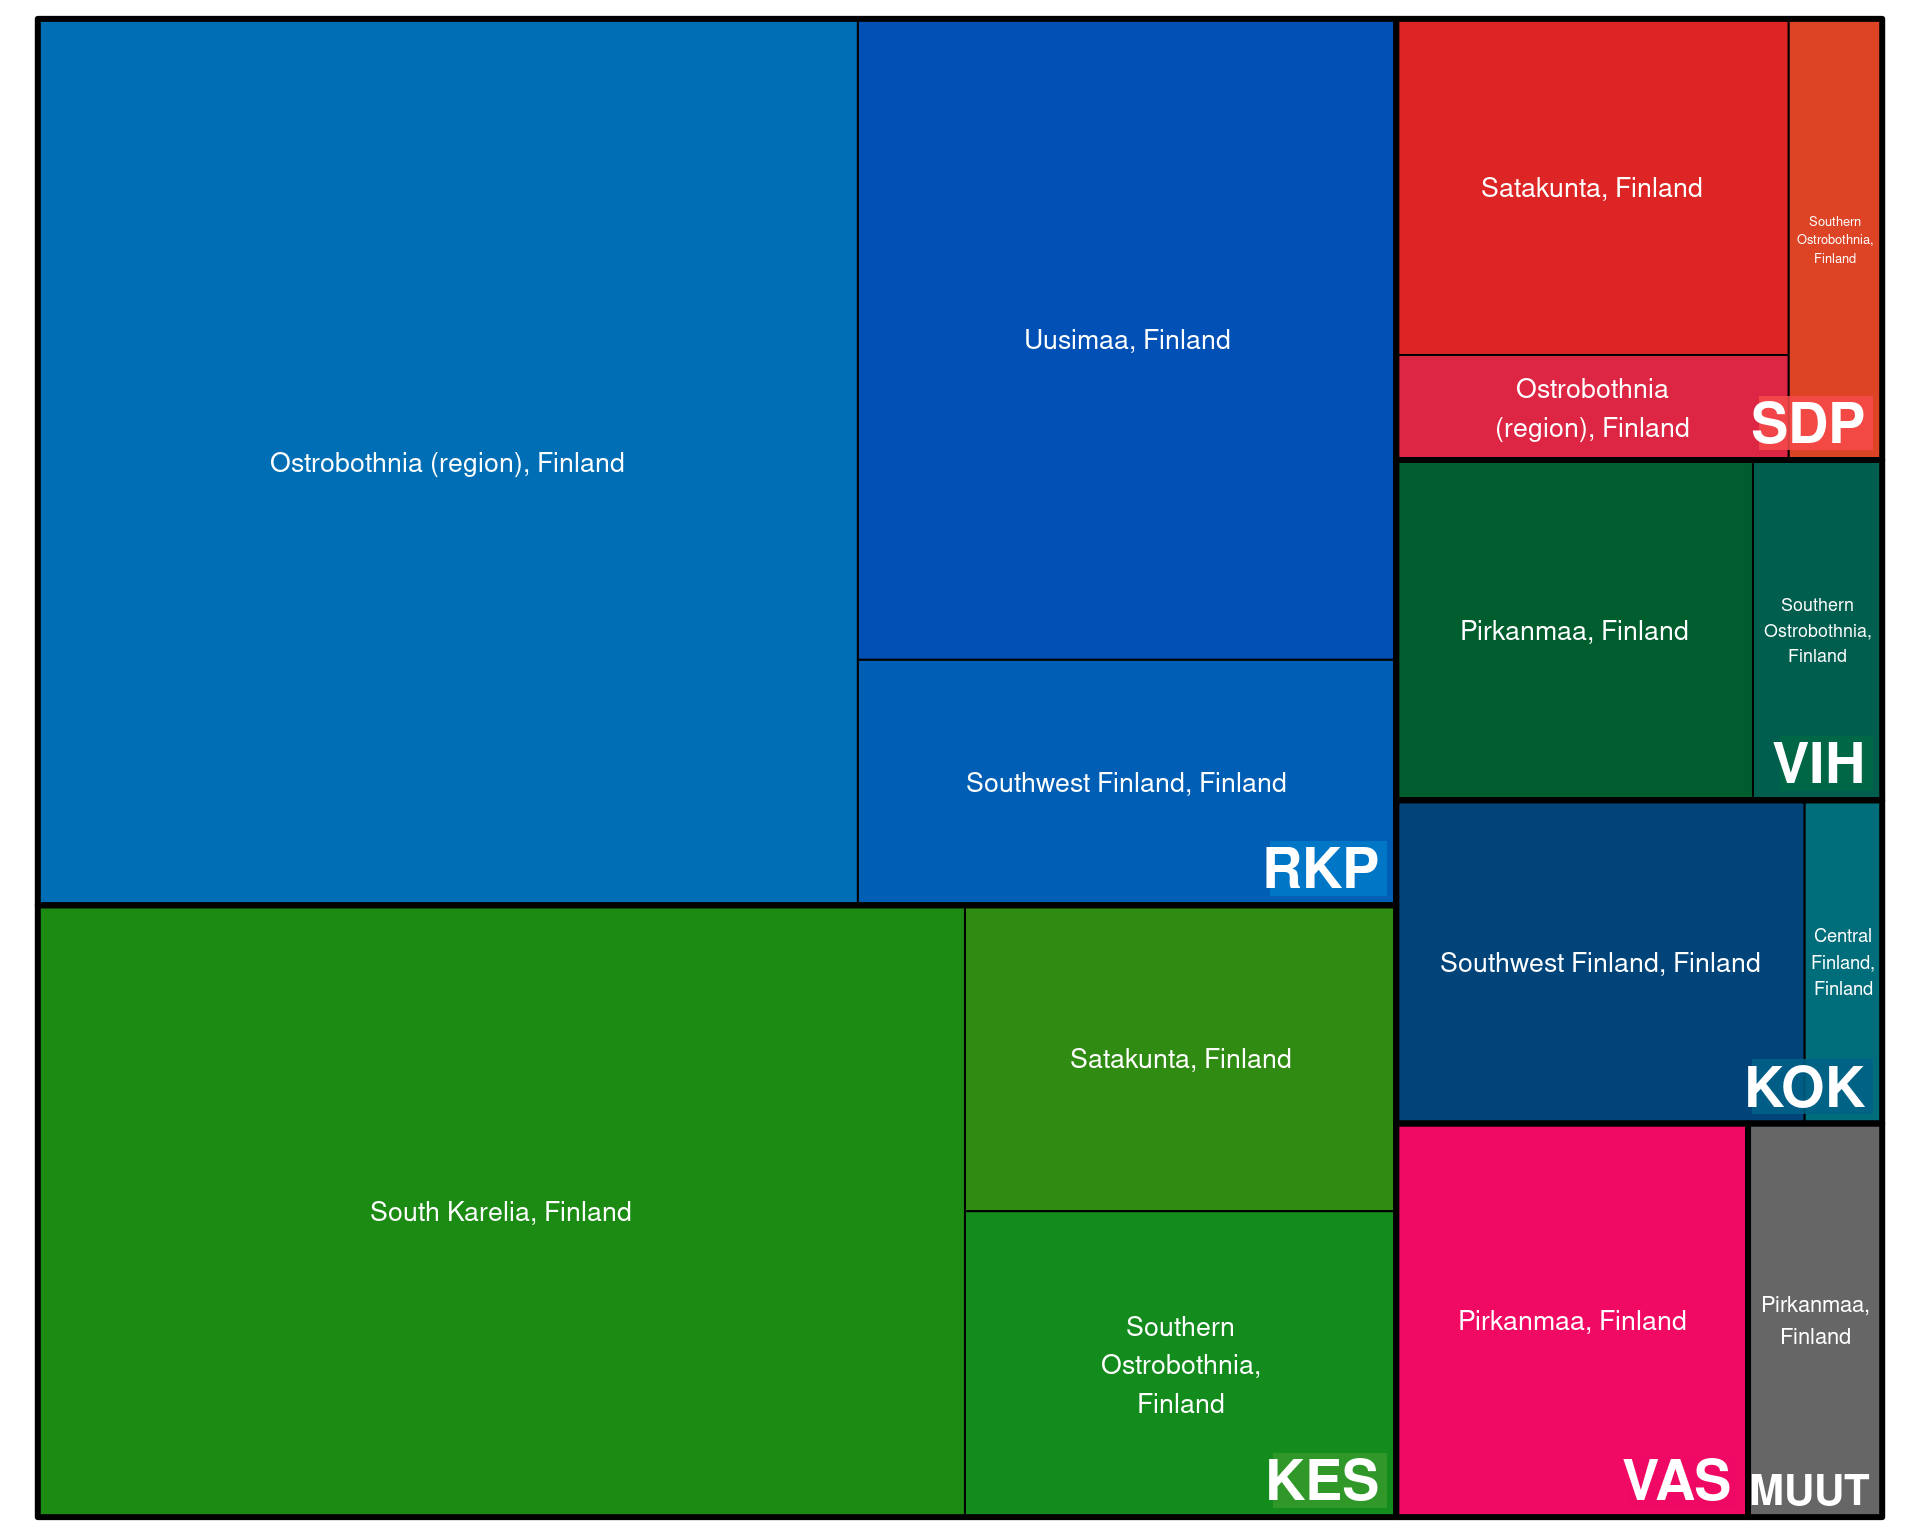 Ostrobothnia (region), Finland
Uusimaa, Finland
Southwest Finland, Finland
RKP
South Karelia, Finland
Satakunta, Finland
Southern
Ostrobothnia,
Finland
KES
Satakunta, Finland
Ostrobothnia
(region), Finland
Southern
Ostrobothnia,
Finland
SDP
Pirkanmaa, Finland
Southern
Ostrobothnia,
Finland
VIH
Southwest Finland, Finland
Central
Finland,
Finland
KOK
Pirkanmaa, Finland
VAS
Pirkanmaa,
Finland
MUUT